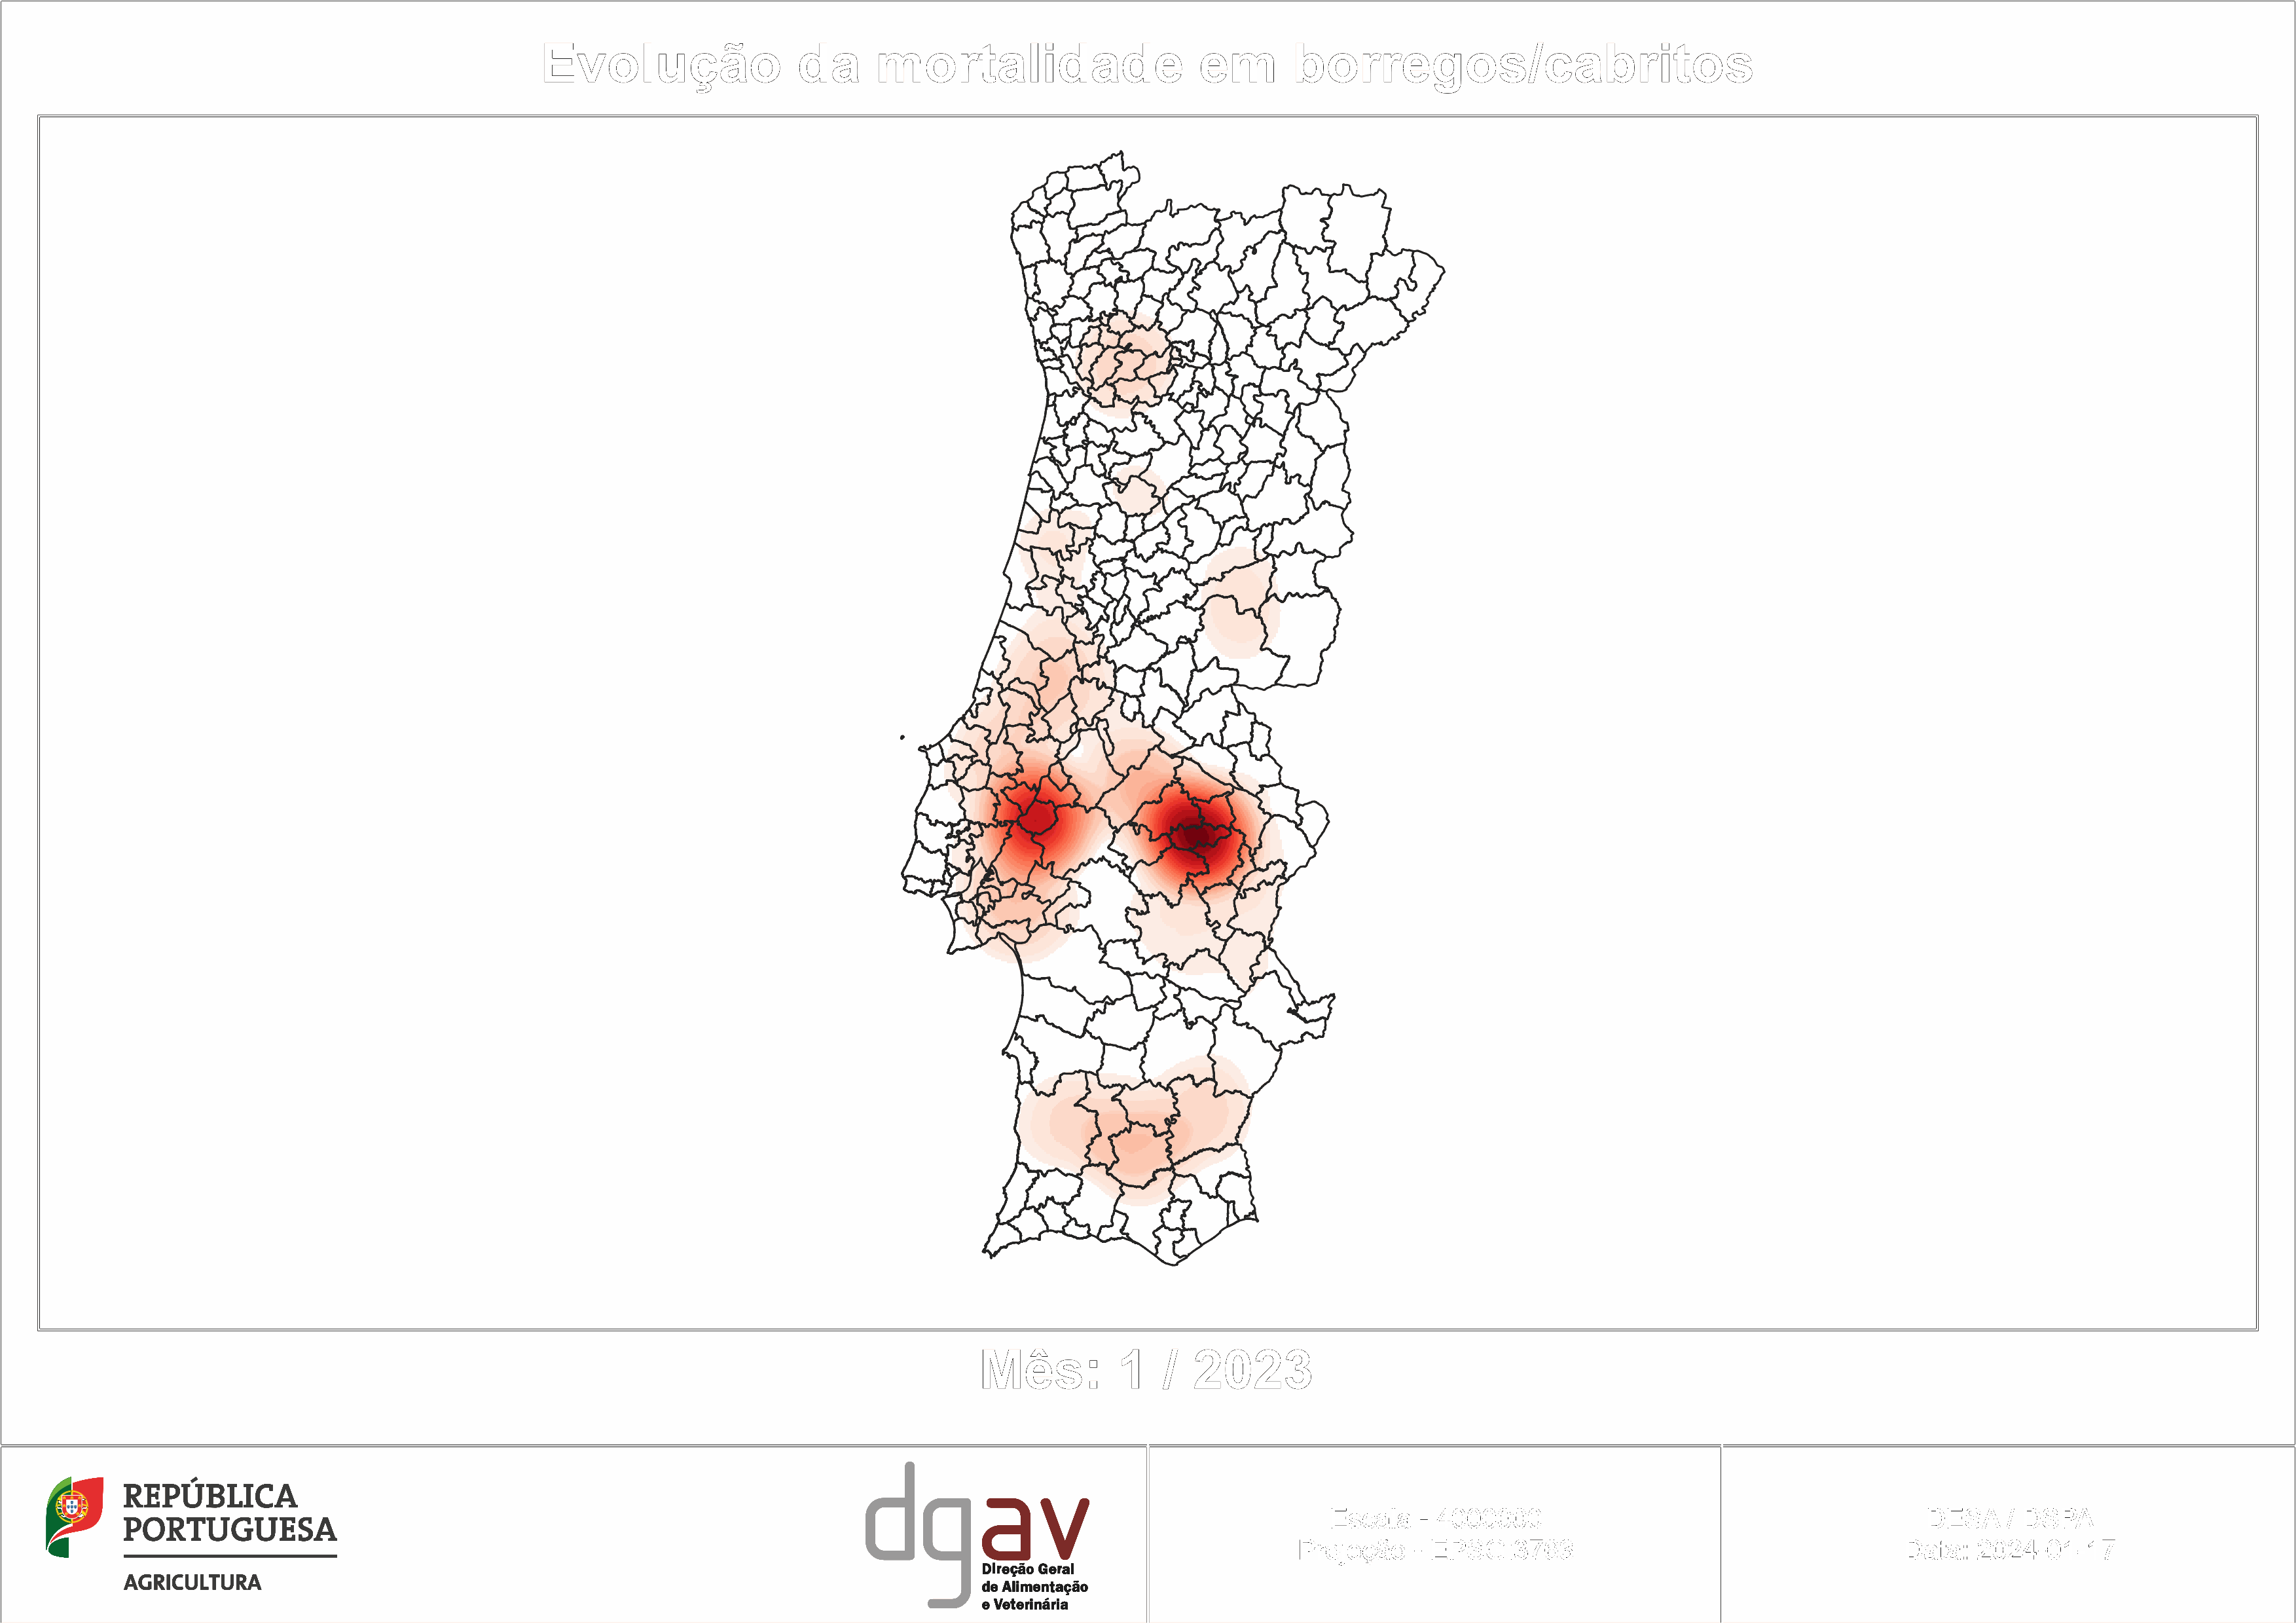 Evolução da mortalidade em borregos/cabritos
Mês: 1 / 2023
REPÚBLICA
PORTUGUESA
AGRICULTURA
dgav
Direção Geral
de Alimentação
e Veterinária
Escala - 4000000
Projeção - EPSG:3763
DESA / DSPA
Data: 2024-01-17